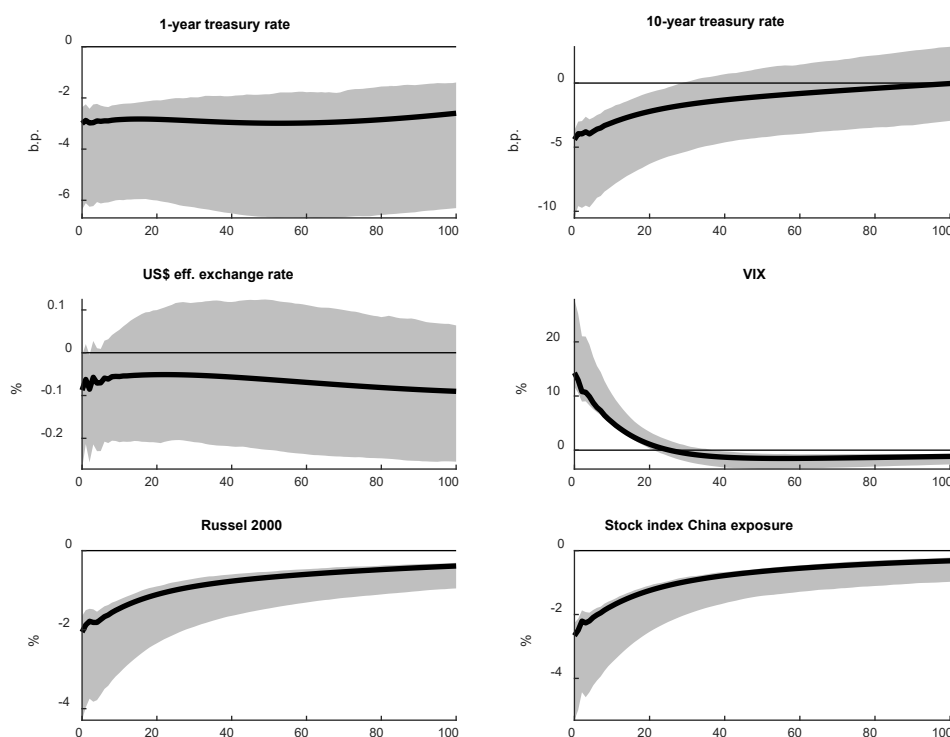 1-year treasury rate
0
-2
-4
-6
b.p.
0 20 40 60 80 100
10-year treasury rate
0
-5
-10
b.p.
0 20 40 60 80 100
US$ eff. exchange rate
0.1
0
-0.1
-0.2
%
0 20 40 60 80 100
VIX
20
10
0
%
0 20 40 60 80 100
Russel 2000
0
-2
-4
%
0 20 40 60 80 100
Stock index China exposure
0
-2
-4
%
0 20 40 60 80 100